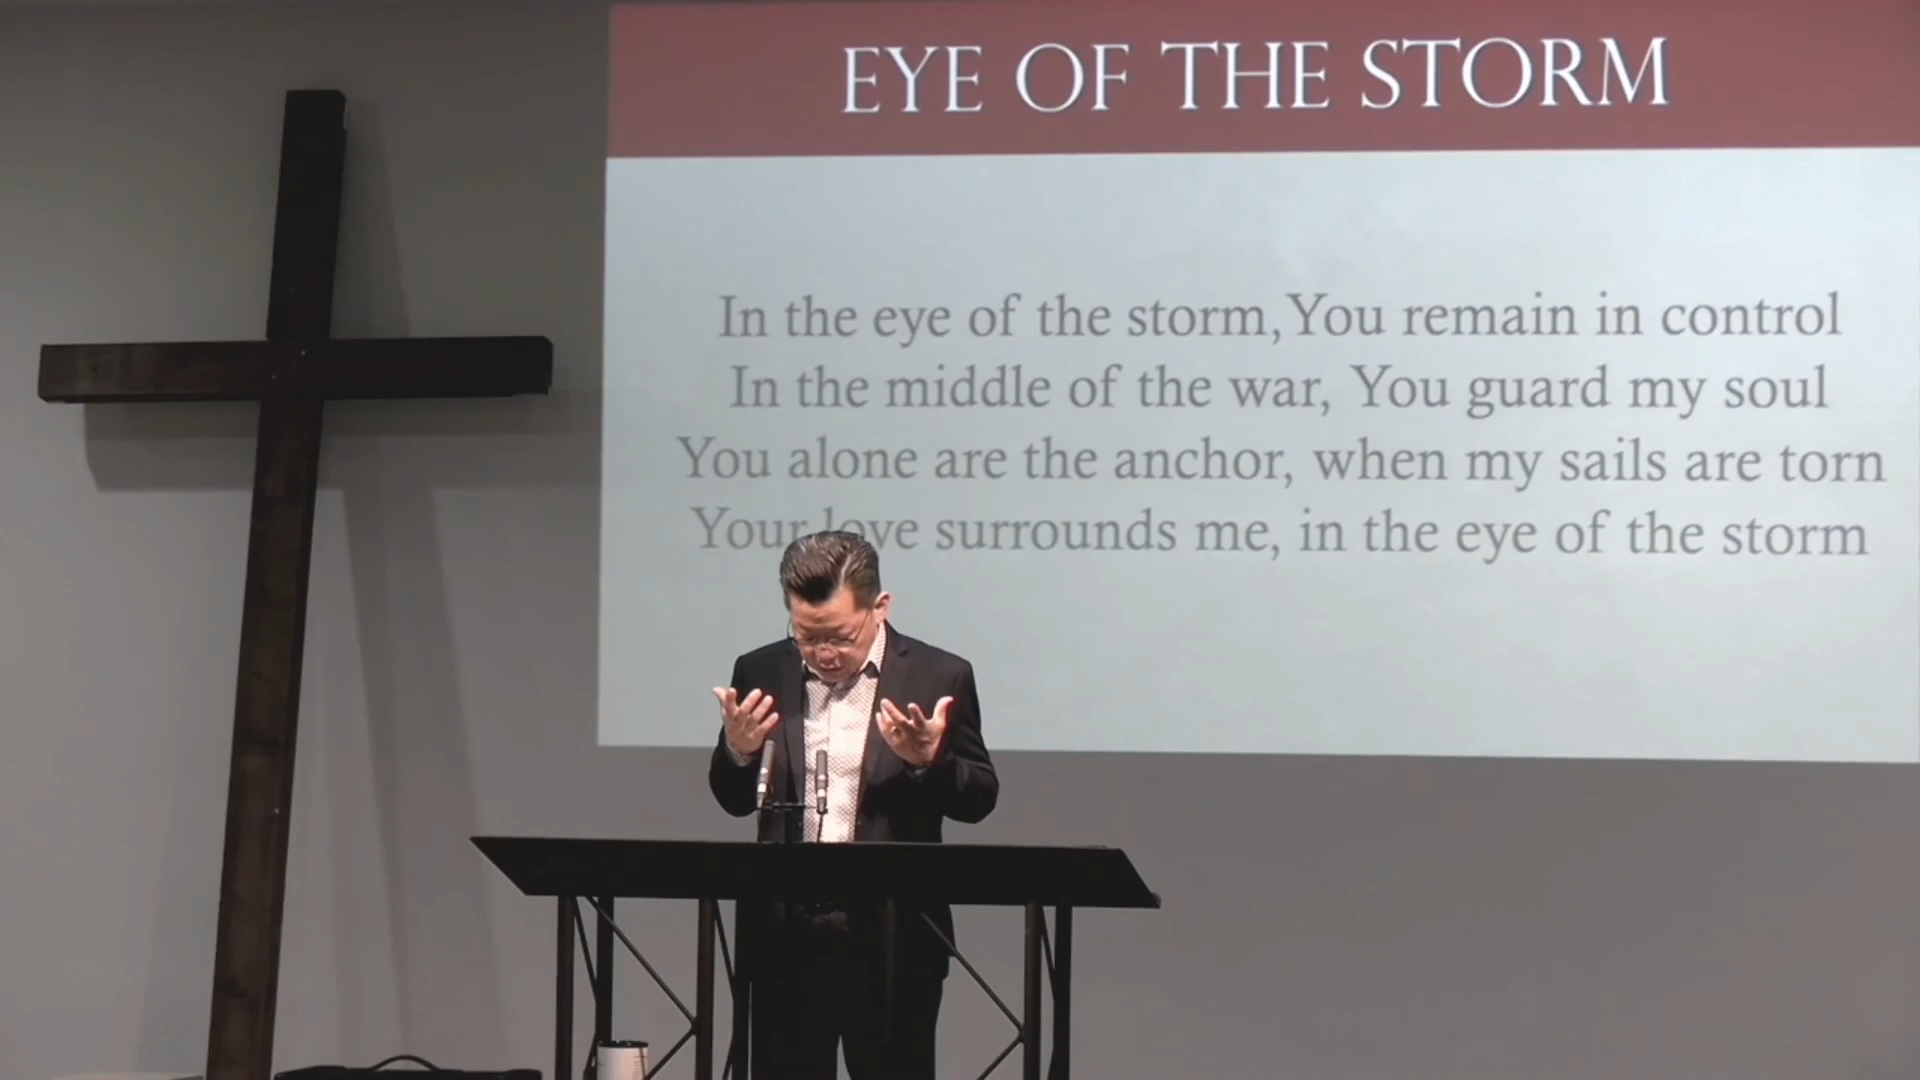 EYE OF THE STORM
In the eye of the storm, You remain in control
In the middle of the war, You guard my soul
You alone are the anchor, when my sails are torn
Your love surrounds me, in the eye of the storm